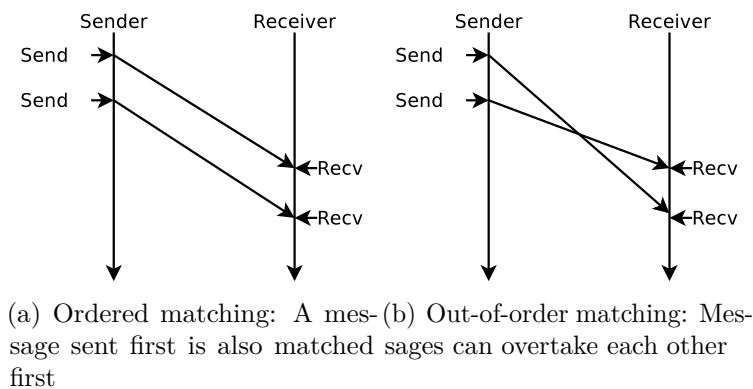 Sender
Receiver
Send
Send
Recv
Recv
(a) Ordered matching: A mes-
sage sent first is also matched
first
Sender
Receiver
Send
Send
Recv
Recv
(b) Out-of-order matching: Mes-
sages can overtake each other